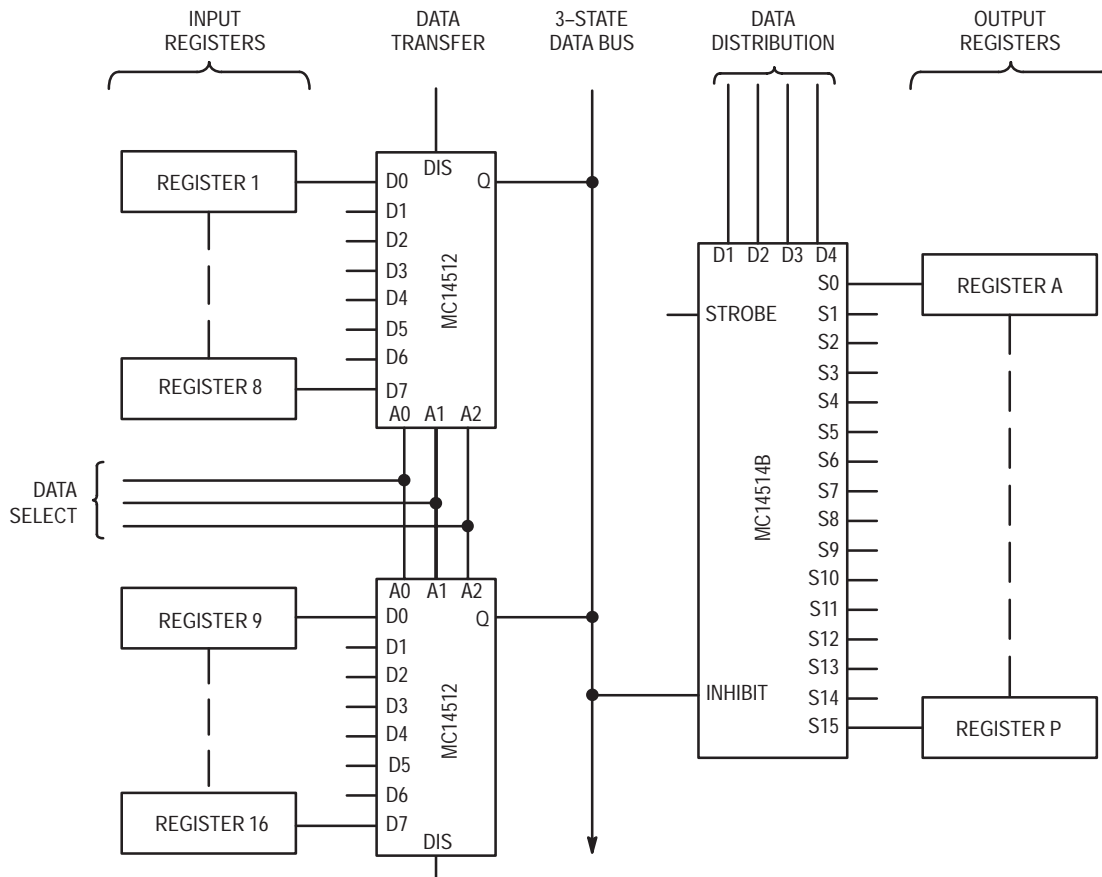 INPUT
REGISTERS
DATA
TRANSFER
3–STATE
DATA BUS
DATA
DISTRIBUTION
OUTPUT
REGISTERS
REGISTER 1
REGISTER 8
DIS
D0
Q
D1
D2
D3
D4
D5
D6
D7
MC14512
A0 A1 A2
DATA
SELECT
A0 A1 A2
REGISTER 9
REGISTER 16
D0
Q
D1
D2
D3
D4
D5
D6
D7
MC14512
DIS
D1 D2 D3 D4
STROBE
INHIBIT
MC14514B
S0
S1
S2
S3
S4
S5
S6
S7
S8
S9
S10
S11
S12
S13
S14
S15
REGISTER A
REGISTER P